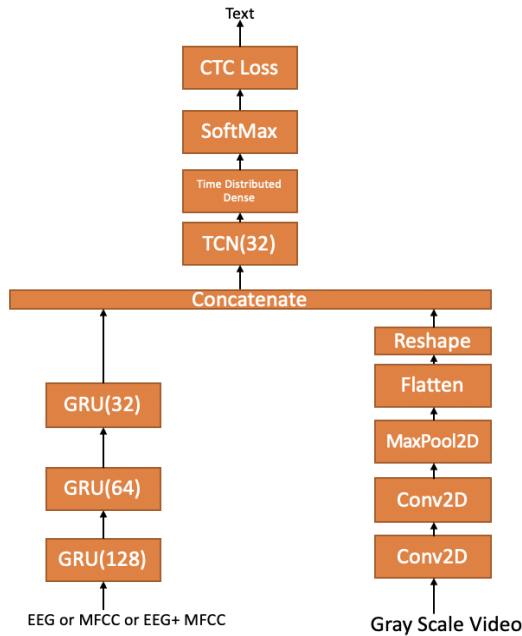 Text
CTC Loss
SoftMax
Time Distributed
Dense
TCN(32)
Concatenate
GRU(32)
GRU(64)
GRU(128)
EEG or MFCC or EEG+ MFCC
Reshape
Flatten
MaxPool2D
Conv2D
Conv2D
Gray Scale Video